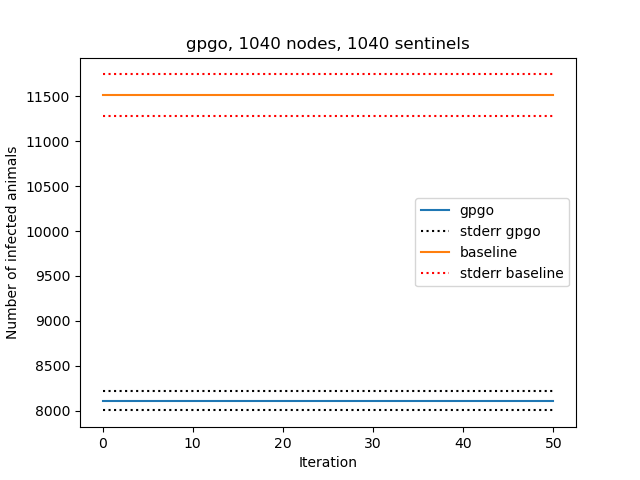 gpgo, 1040 nodes, 1040 sentinels
Number of infected animals
11500
11000
10500
10000
9500
9000
8500
8000
gpgo
stderr gpgo
baseline
stderr baseline
0 10 20 30 40 50
Iteration